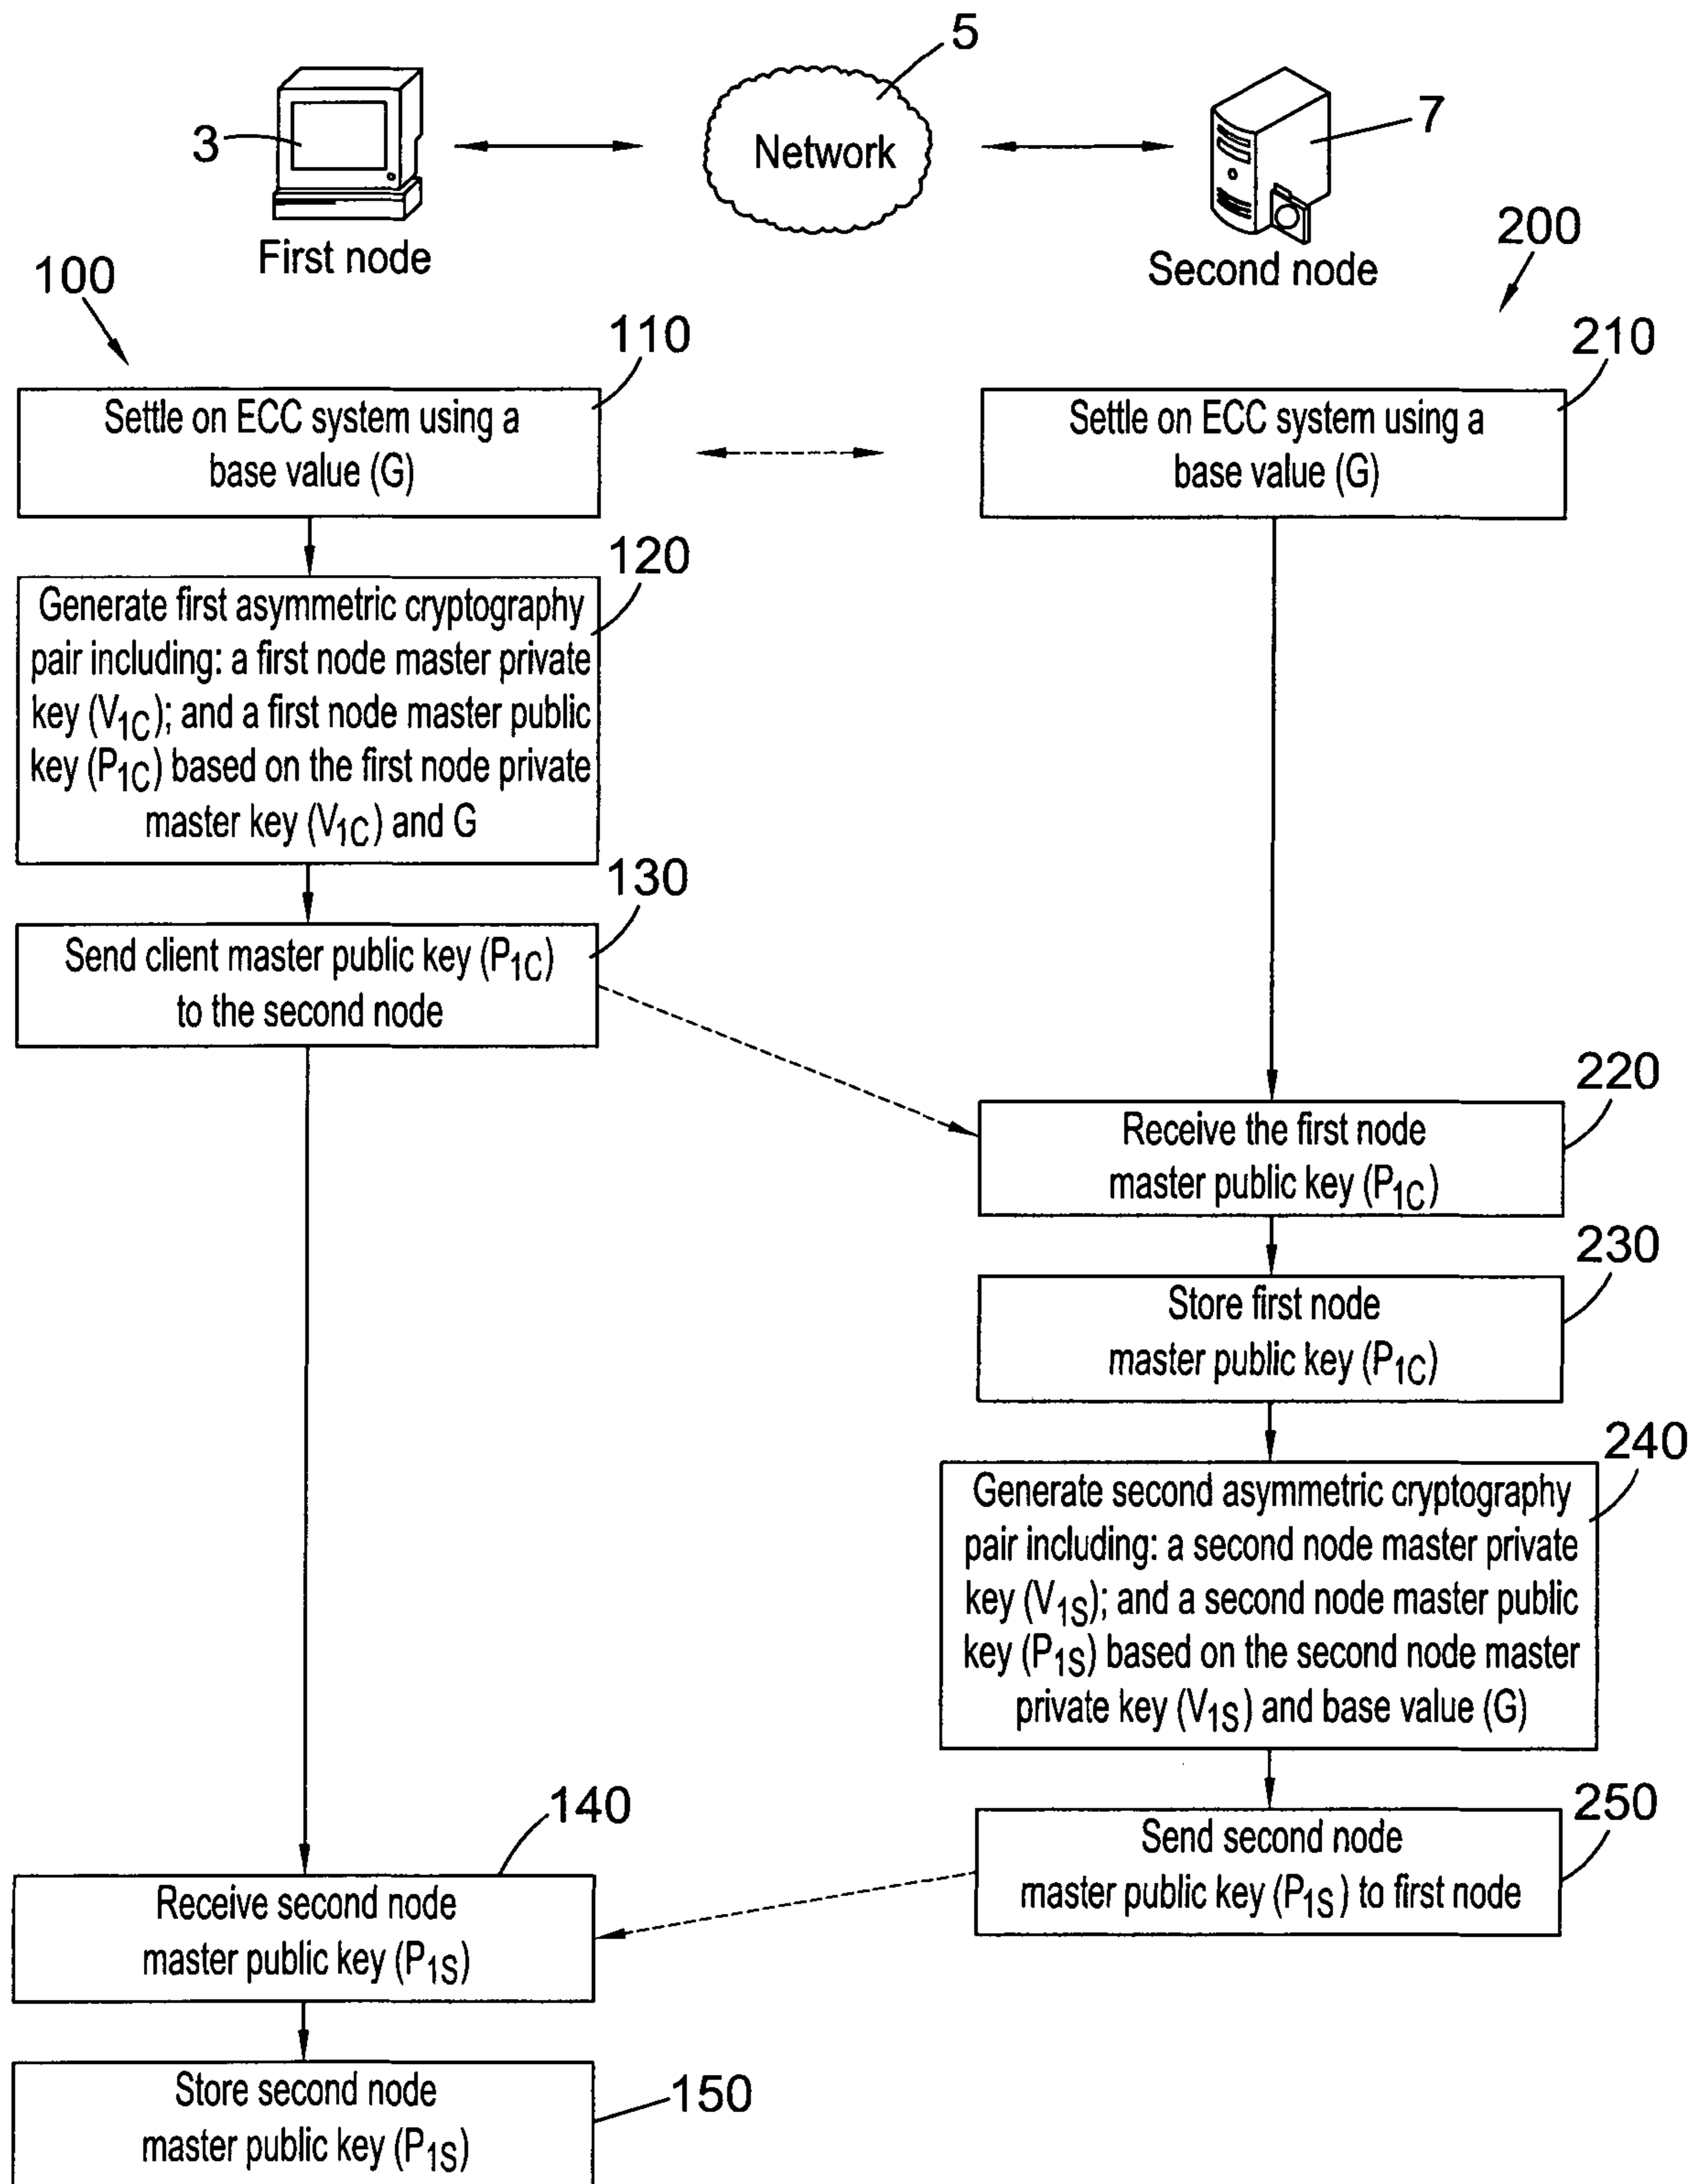 5
3
Network
7
First node
Second node
100
200
110
Settle on ECC system using a
base value (G)
210
Settle on ECC system using a
base value (G)
120
Generate first asymmetric cryptography
pair including: a first node master private
key (V1C); and a first node master public
key (P1C) based on the first node private
master key (V1C) and G
130
Send client master public key (P1C)
to the second node
220
Receive the first node
master public key (P1C)
230
Store first node
master public key (P1C)
240
Generate second asymmetric cryptography
pair including: a second node master private
key (V1S); and a second node master public
key (P1S) based on the second node master
private key (V1S) and base value (G)
250
Send second node
master public key (P1S) to first node
140
Receive second node
master public key (P1S)
150
Store second node
master public key (P1S)